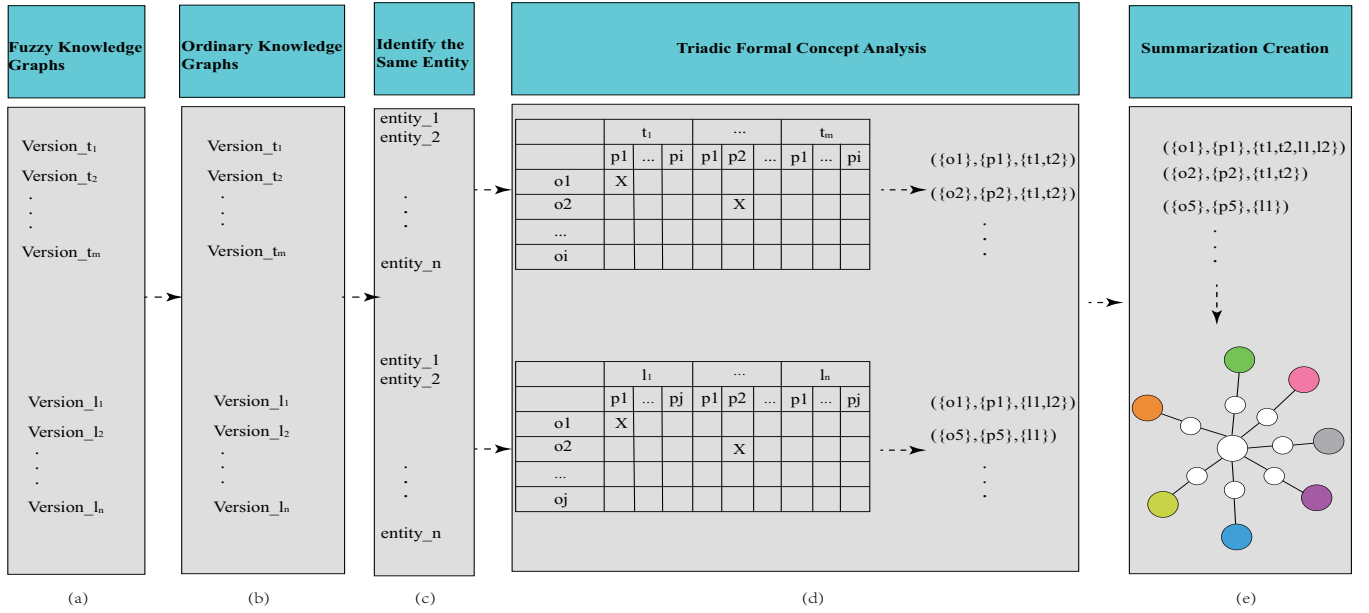 Fuzzy Knowledge
Graphs
Ordinary Knowledge
Graphs
Identify the
Same Entity
Triadic Formal Concept Analysis
Summarization Creation
Version_t₁
Version_t₂
.
.
.
Version_tₘ
Version_l₁
Version_l₂
.
.
.
Version_lₙ
Version_t₁
Version_t₂
.
.
.
Version_tₘ
Version_l₁
Version_l₂
.
.
.
Version_lₙ
entity_1
entity_2
.
.
.
entity_n
entity_1
entity_2
.
.
.
entity_n
t₁ ... tₘ
p1 ... pi p1 p2 ... p1 ... pi
o1 X
o2 X
...
oi
({o1},{p1},{t1,t2})
({o2},{p2},{t1,t2})
.
.
.
l₁ ... lₙ
p1 ... pj p1 p2 ... p1 ... pj
o1 X
o2 X
...
oj
({o1},{p1},{l1,l2})
({o5},{p5},{l1})
.
.
.
({o1},{p1},{t1,t2,l1,l2})
({o2},{p2},{t1,t2})
({o5},{p5},{l1})
.
.
.
(a) (b) (c) (d) (e)